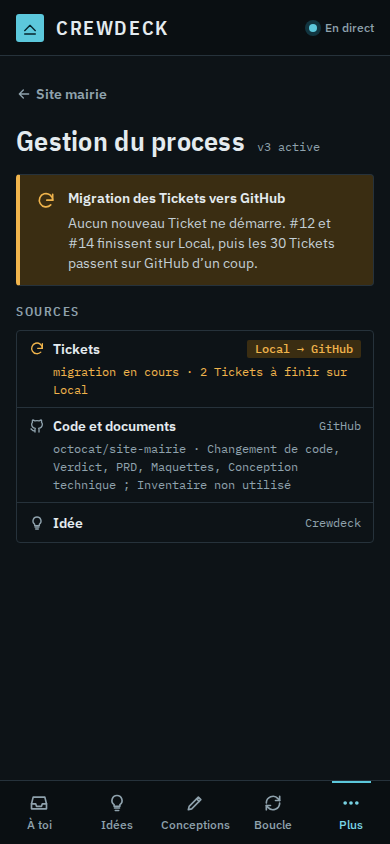 CREWDECK
En direct
← Site mairie
Gestion du process v3 active
Migration des Tickets vers GitHub
Aucun nouveau Ticket ne démarre. #12 et
#14 finissent sur Local, puis les 30 Tickets
passent sur GitHub d’un coup.
SOURCES
Tickets Local → GitHub
migration en cours · 2 Tickets à finir sur
Local
Code et documents GitHub
octocat/site-mairie · Changement de code,
Verdict, PRD, Maquettes, Conception
technique ; Inventaire non utilisé
Idée Crewdeck
À toi Idées Conceptions Boucle Plus